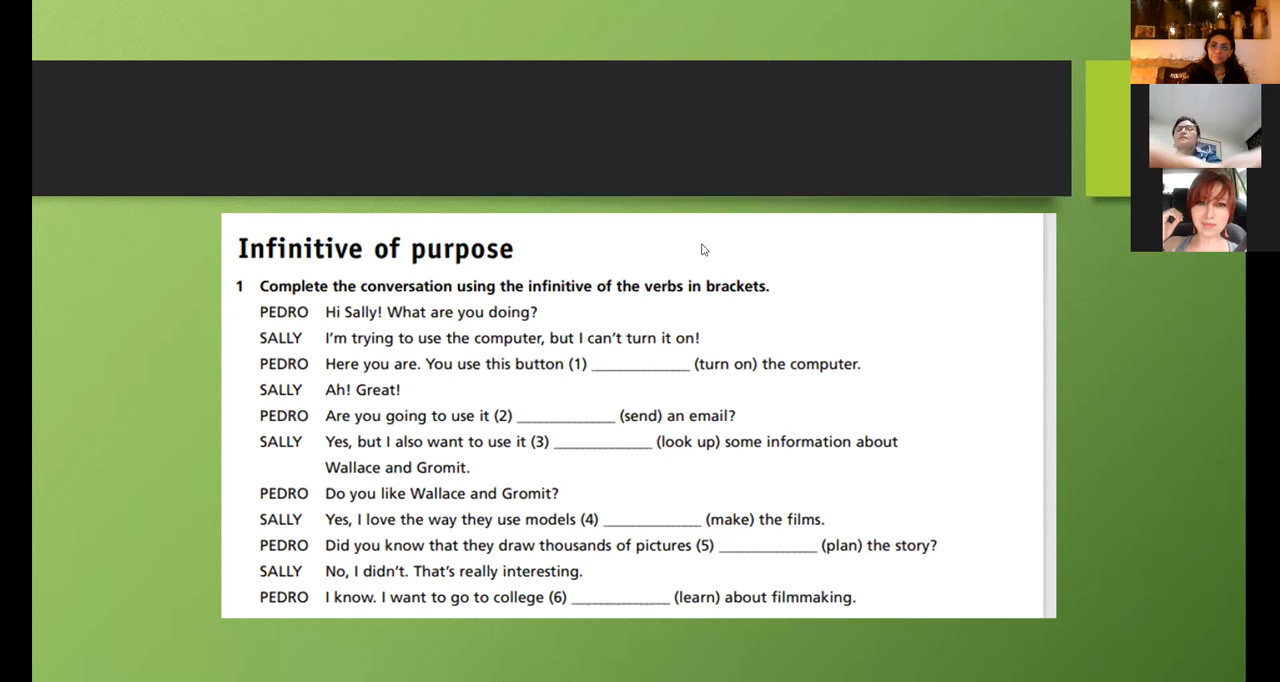 Infinitive of purpose
1 Complete the conversation using the infinitive of the verbs in brackets.
PEDRO Hi Sally! What are you doing?
SALLY I'm trying to use the computer, but I can't turn it on!
PEDRO Here you are. You use this button (1) ____________ (turn on) the computer.
SALLY Ah! Great!
PEDRO Are you going to use it (2) ____________ (send) an email?
SALLY Yes, but I also want to use it (3) ____________ (look up) some information about
Wallace and Gromit.
PEDRO Do you like Wallace and Gromit?
SALLY Yes, I love the way they use models (4) ____________ (make) the films.
PEDRO Did you know that they draw thousands of pictures (5) ____________ (plan) the story?
SALLY No, I didn't. That's really interesting.
PEDRO I know. I want to go to college (6) ____________ (learn) about filmmaking.